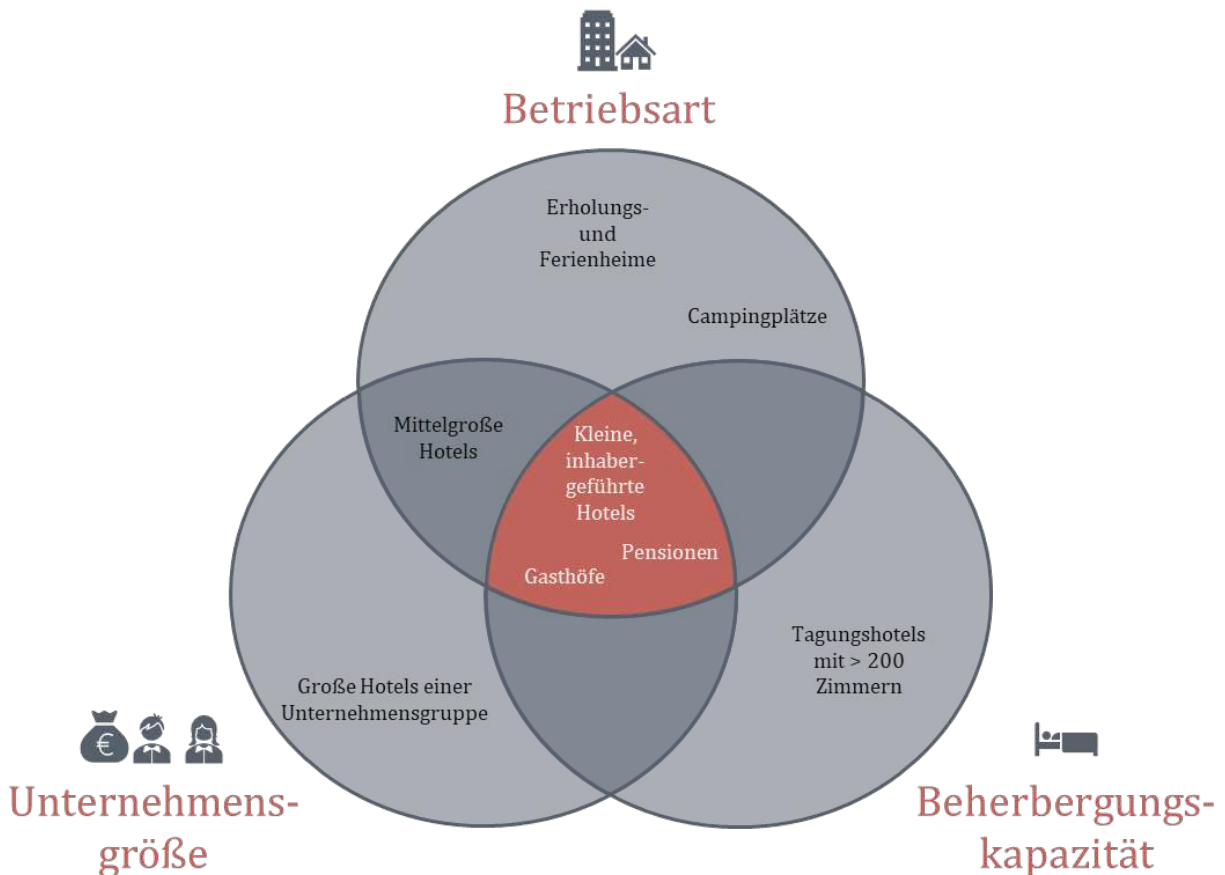 Betriebsart
Erholungs-
und
Ferienheime
Campingplätze
Mittelgroße
Hotels
Kleine,
inhaber-
geführte
Hotels
Pensionen
Gasthöfe
Tagungshotels
mit > 200
Zimmern
Große Hotels einer
Unternehmensgruppe
€
Unternehmens-
größe
Beherbergungs-
kapazität